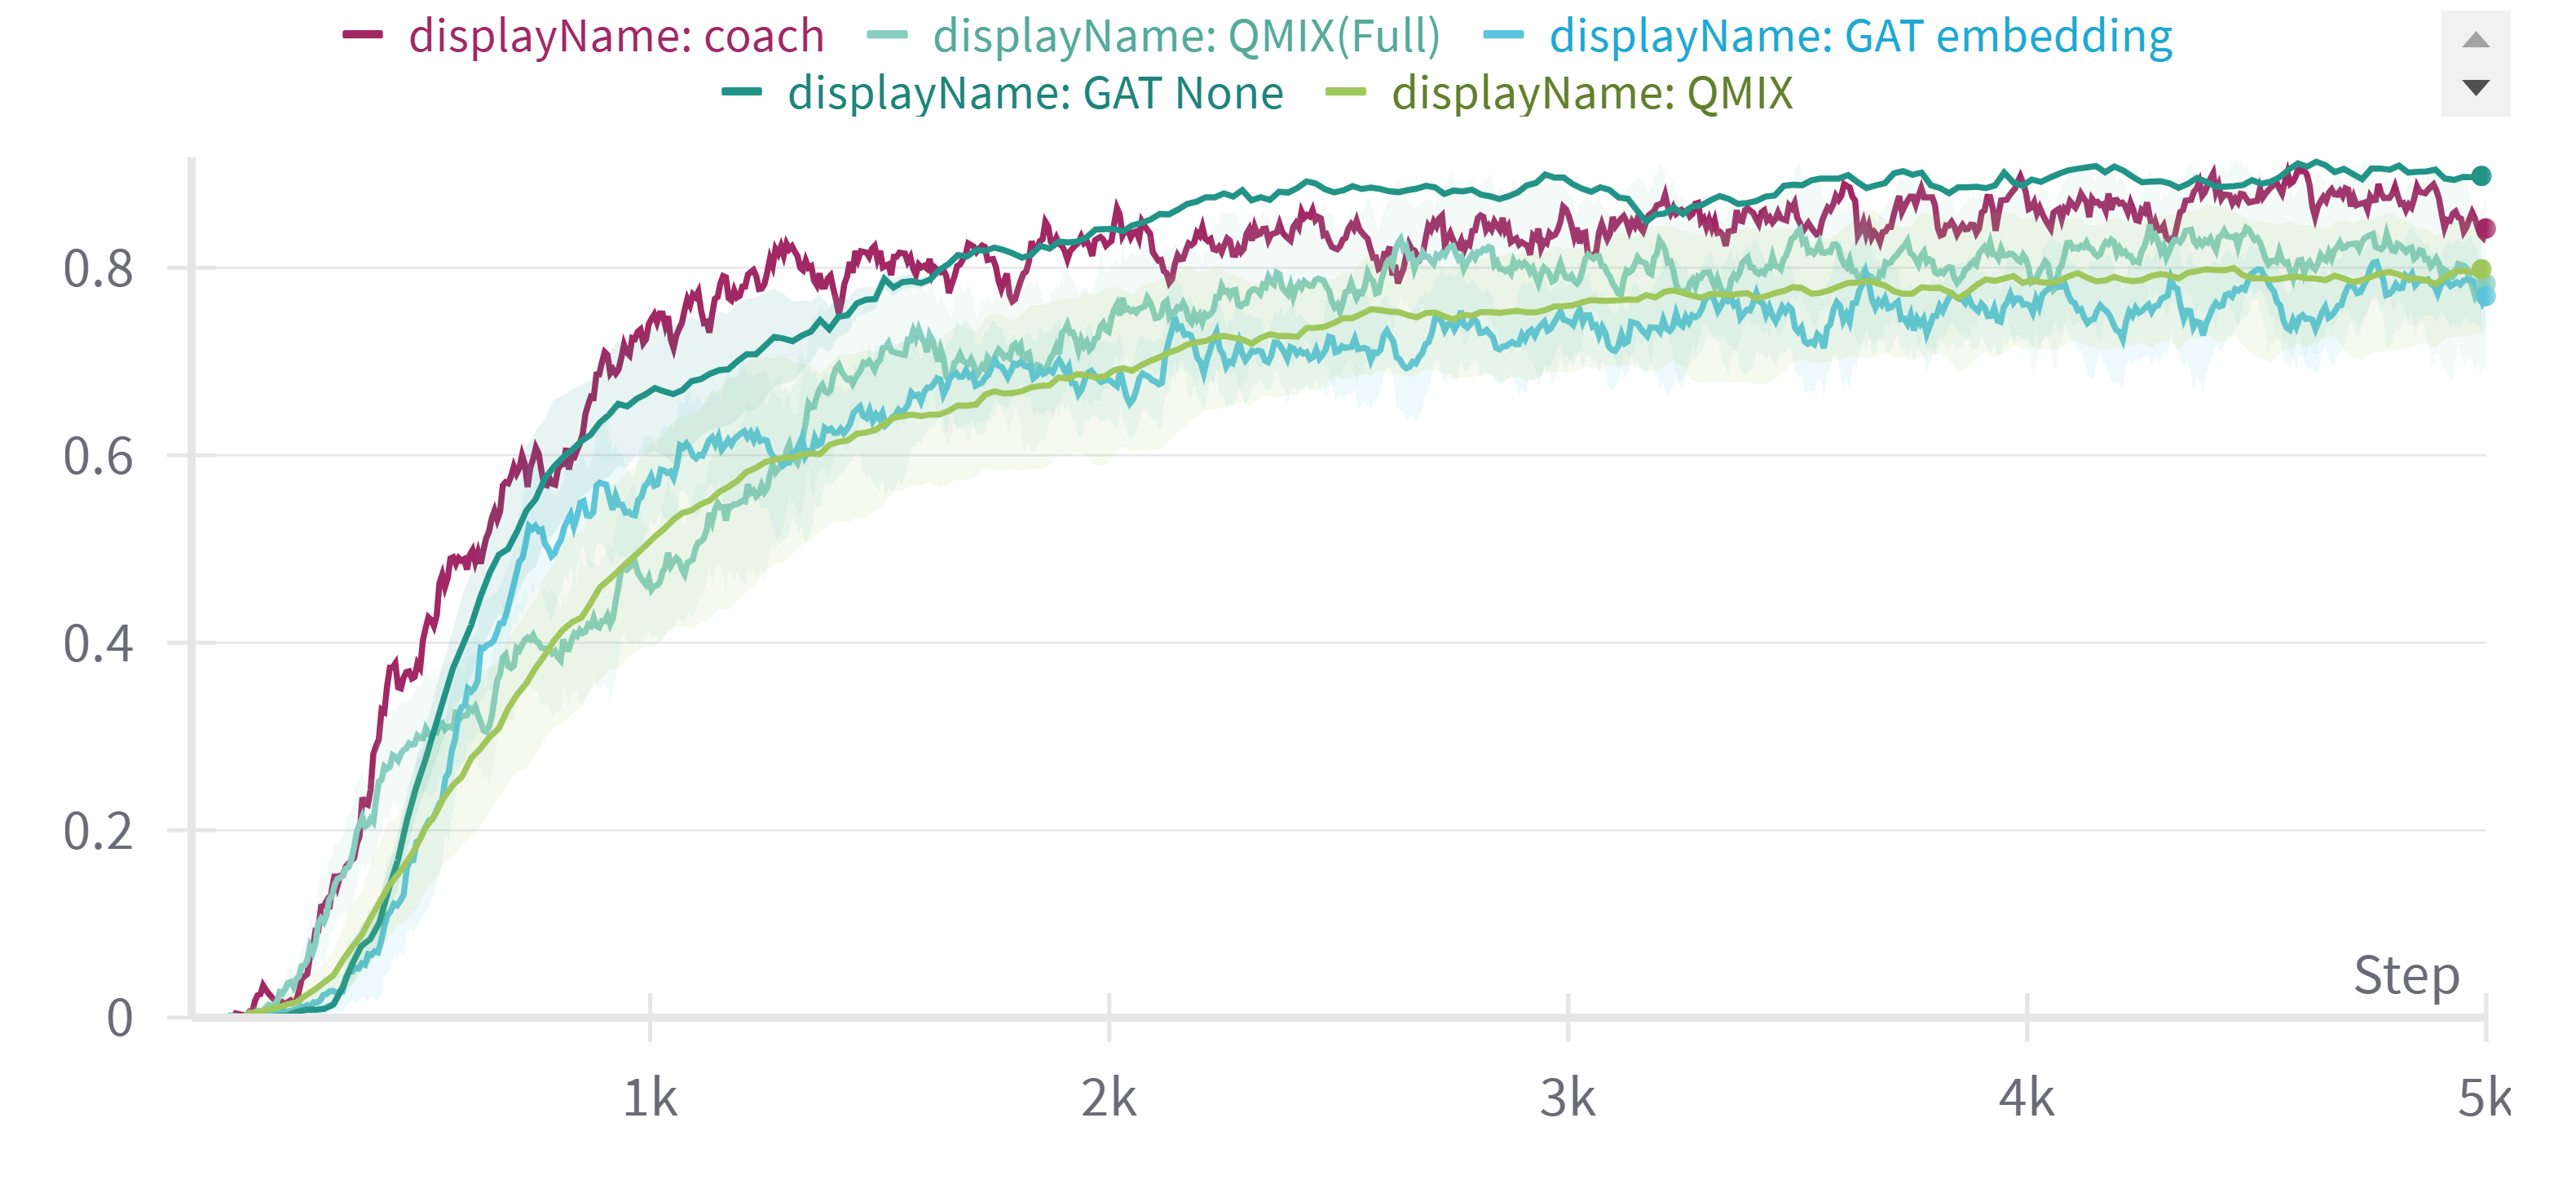 displayName: coach displayName: QMIX(Full) displayName: GAT embedding
displayName: GAT None displayName: QMIX
0.8
0.6
0.4
0.2
Step
0
1k 2k 3k 4k 5k